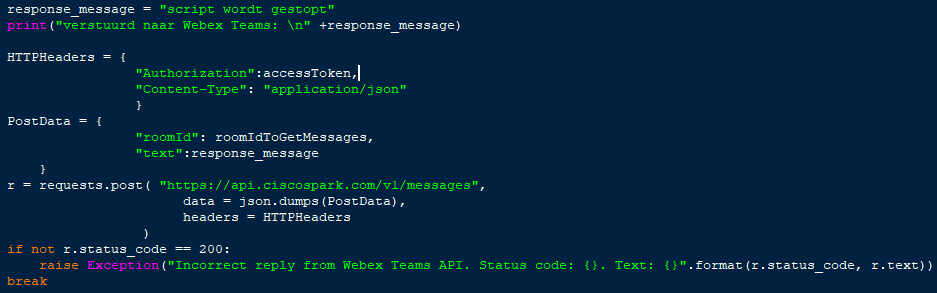 response_message = "script wordt gestopt"
print("verstuurd naar Webex Teams: \n" +response_message)
HTTPHeaders = {
"Authorization":accessToken,
"Content-Type": "application/json"
}
PostData = {
"roomId": roomIdToGetMessages,
"text":response_message
}
r = requests.post( "https://api.ciscospark.com/v1/messages",
data = json.dumps(PostData),
headers = HTTPHeaders
)
if not r.status_code == 200:
raise Exception("Incorrect reply from Webex Teams API. Status code: {}. Text: {}".format(r.status_code, r.text))
break